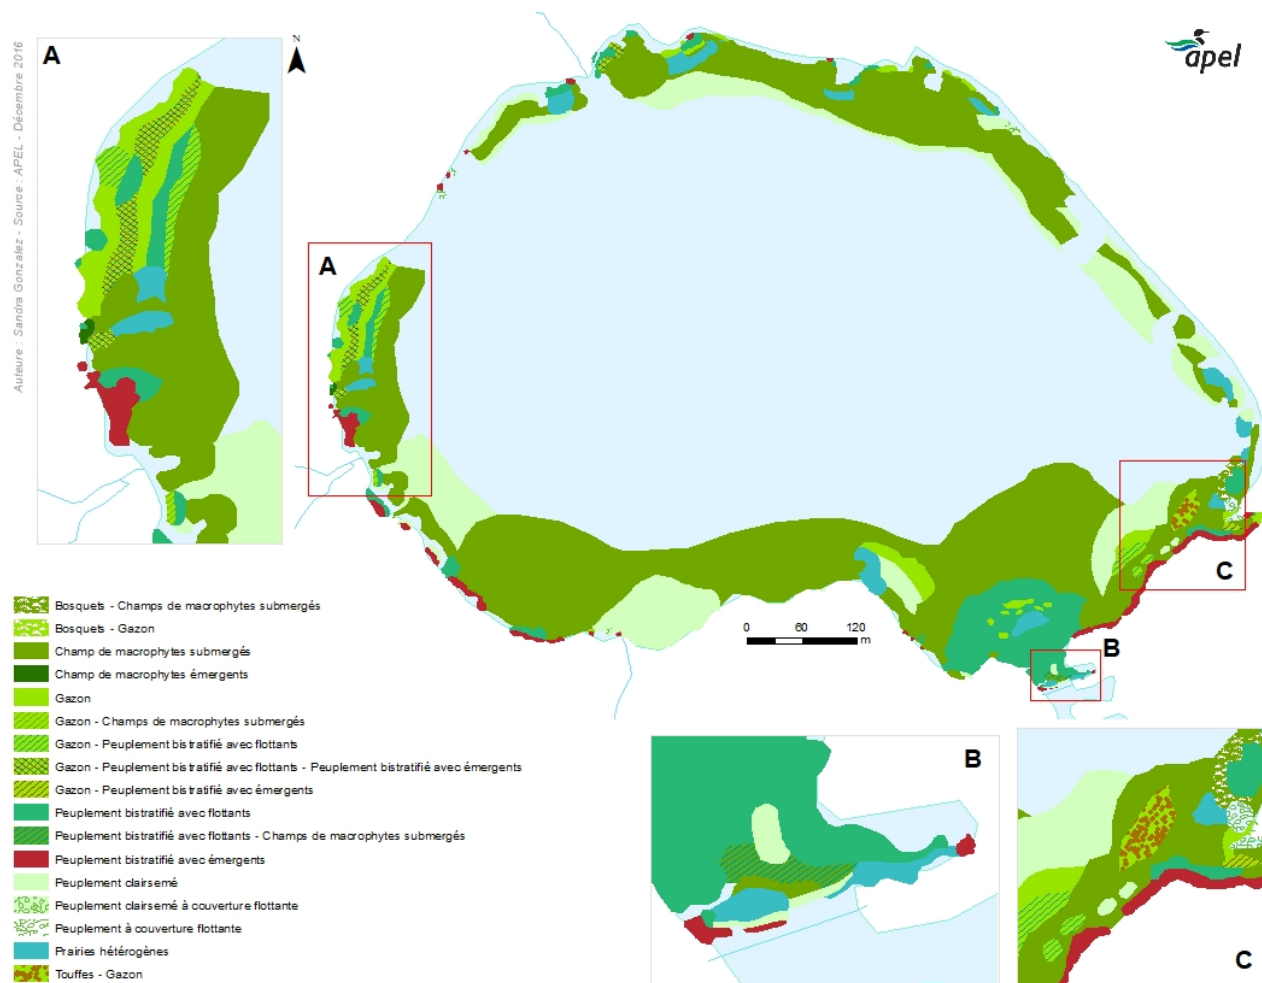 A
Auteure : Sandra Gonzalez - Source : APEL - Décembre 2016
N
apel
A
C
B
0 60 120
m
Bosquets - Champs de macrophytes submergés
Bosquets - Gazon
Champ de macrophytes submergés
Champ de macrophytes émergents
Gazon
Gazon - Champs de macrophytes submergés
Gazon - Peuplement bistratifié avec flottants
Gazon - Peuplement bistratifié avec flottants - Peuplement bistratifié avec émergents
Gazon - Peuplement bistratifié avec émergents
Peuplement bistratifié avec flottants
Peuplement bistratifié avec flottants - Champs de macrophytes submergés
Peuplement bistratifié avec émergents
Peuplement clairsemé
Peuplement clairsemé à couverture flottante
Peuplement à couverture flottante
Prairies hétérogènes
Touffes - Gazon
B
C